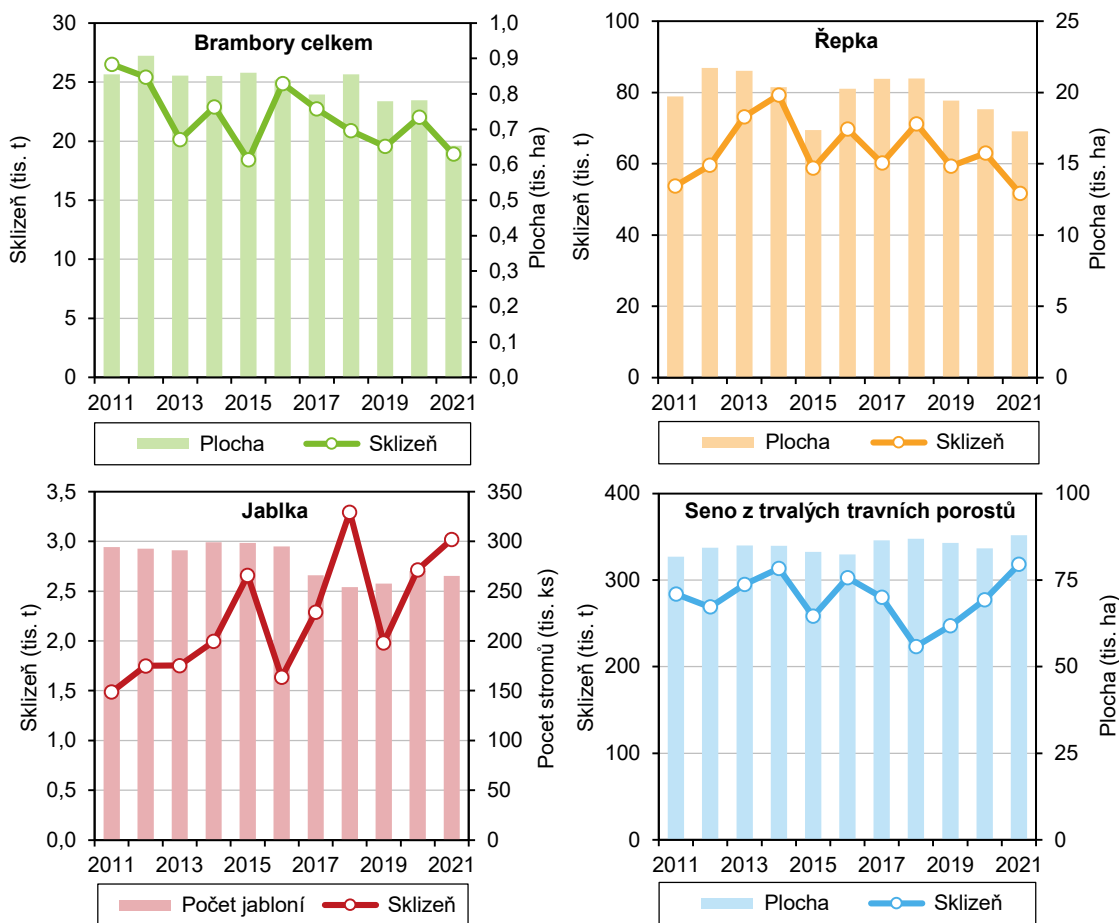 Brambory celkem
Sklizeň (tis. t)
30
25
20
15
10
5
0
Plocha (tis. ha)
1,0
0,9
0,8
0,7
0,6
0,5
0,4
0,3
0,2
0,1
0,0
2011 2013 2015 2017 2019 2021
Plocha Sklizeň
Řepka
Sklizeň (tis. t)
100
80
60
40
20
0
Plocha (tis. ha)
25
20
15
10
5
0
2011 2013 2015 2017 2019 2021
Plocha Sklizeň
Jablka
Sklizeň (tis. t)
3,5
3,0
2,5
2,0
1,5
1,0
0,5
0,0
Pocet stromů (tis. ks)
350
300
250
200
150
100
50
0
2011 2013 2015 2017 2019 2021
Počet jabloní Sklizeň
Seno z trvalých travních porostů
Sklizeň (tis. t)
400
300
200
100
0
Plocha (tis. ha)
100
75
50
25
0
2011 2013 2015 2017 2019 2021
Plocha Sklizeň